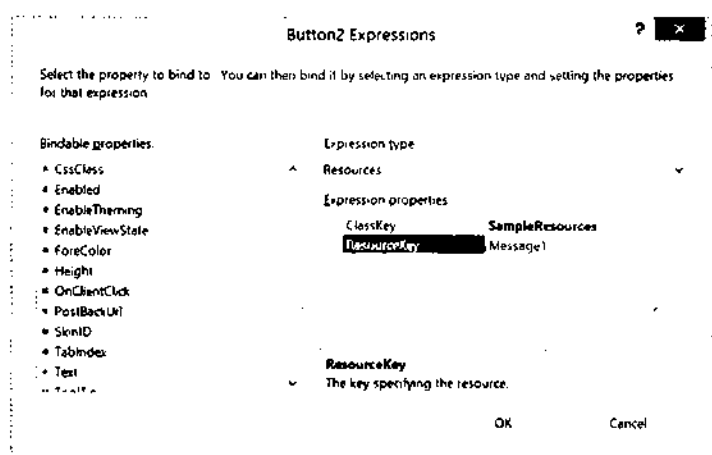 Button2 Expressions
?
Select the property to bind to You can then bind it by selecting an expression type and setting the properties
for that expression
Bindable properties.
CssClass
Enabled
EnableTheming
EnableViewState
ForeColor
Height
OnClientClick
PostBackUrl
SkinID
TabIndex
Text
Expression type
Resources
Expression properties
ClassKey SampleResources
ResourceKey Message1
ResourceKey
The key specifying the resource.
OK Cancel